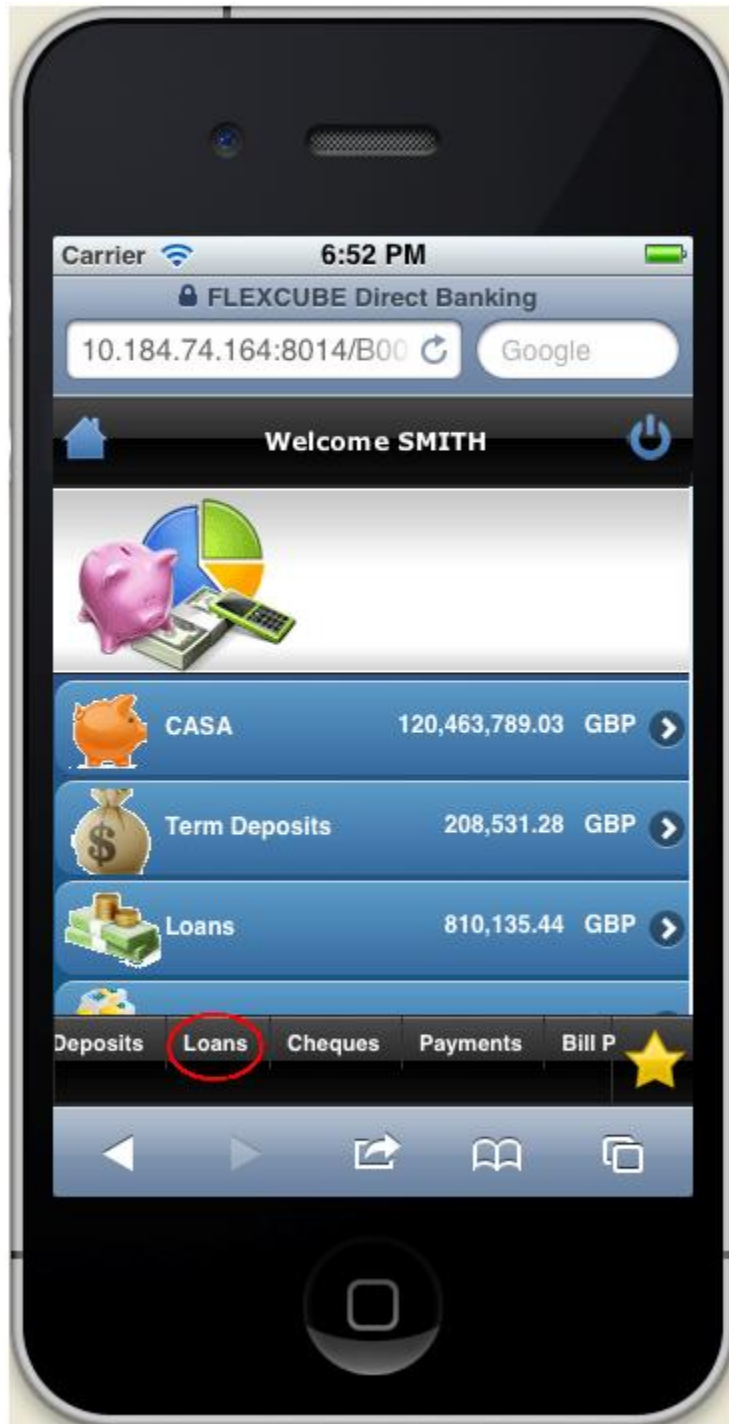 Carrier 6:52 PM
FLEXCUBE Direct Banking
10.184.74.164:8014/B00 Google
Welcome SMITH
CASA 120,463,789.03 GBP
$
Term Deposits 208,531.28 GBP
Loans 810,135.44 GBP
Deposits Loans Cheques Payments Bill P